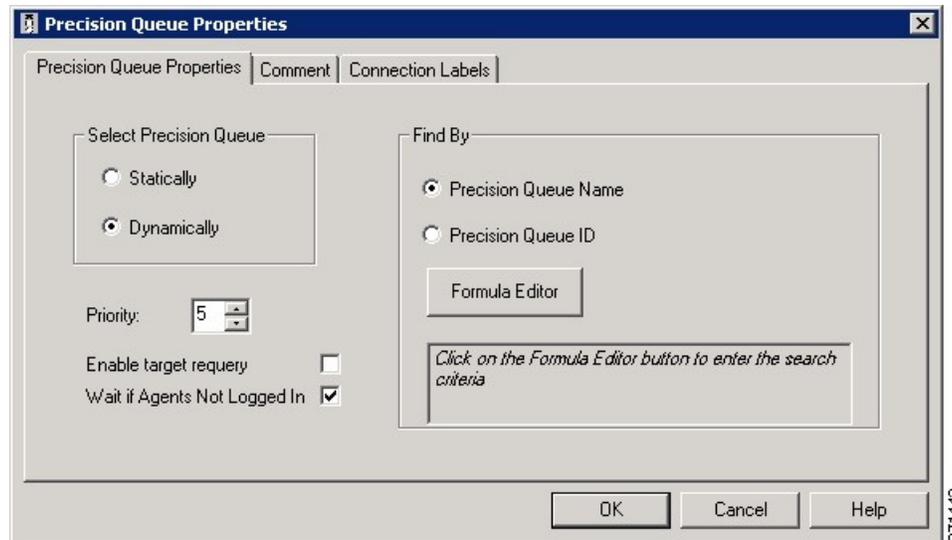 Precision Queue Properties
Precision Queue Properties
Comment
Connection Labels
Select Precision Queue
Statically
Dynamically
Priority:
5
Enable target requery
Wait if Agents Not Logged In
Find By
Precision Queue Name
Precision Queue ID
Formula Editor
Click on the Formula Editor button to enter the search
criteria
OK
Cancel
Help